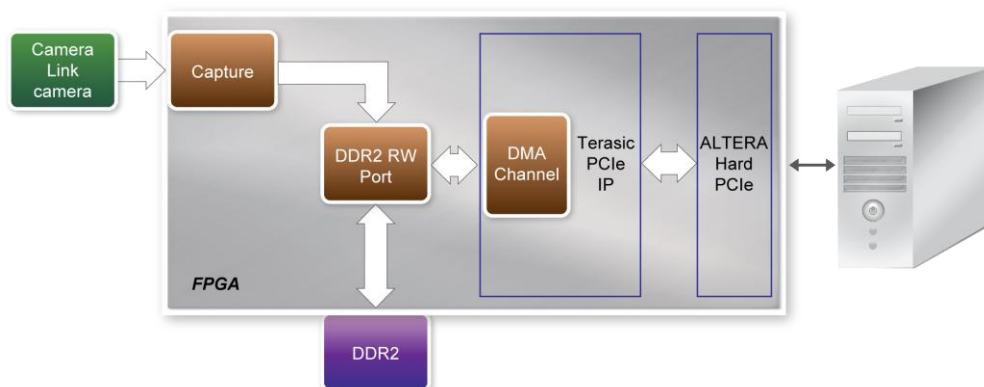 Camera
Link
camera
Capture
DDR2 RW
Port
DMA
Channel
Terasic
PCIe
IP
ALTERA
Hard
PCIe
FPGA
DDR2